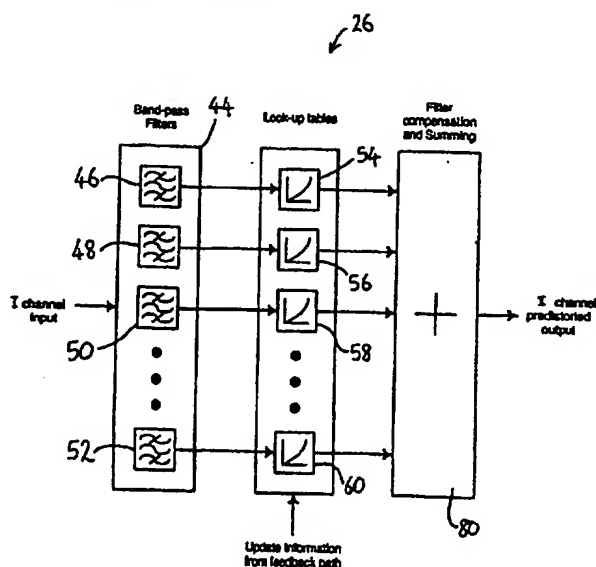 26
Band-pass
Filters
44
Look-up tables
Filter
compensation
and Summing
46
54
48
56
I channel
input
I channel
predistorted
output
50
58
52
60
80
Update information
from feedback path